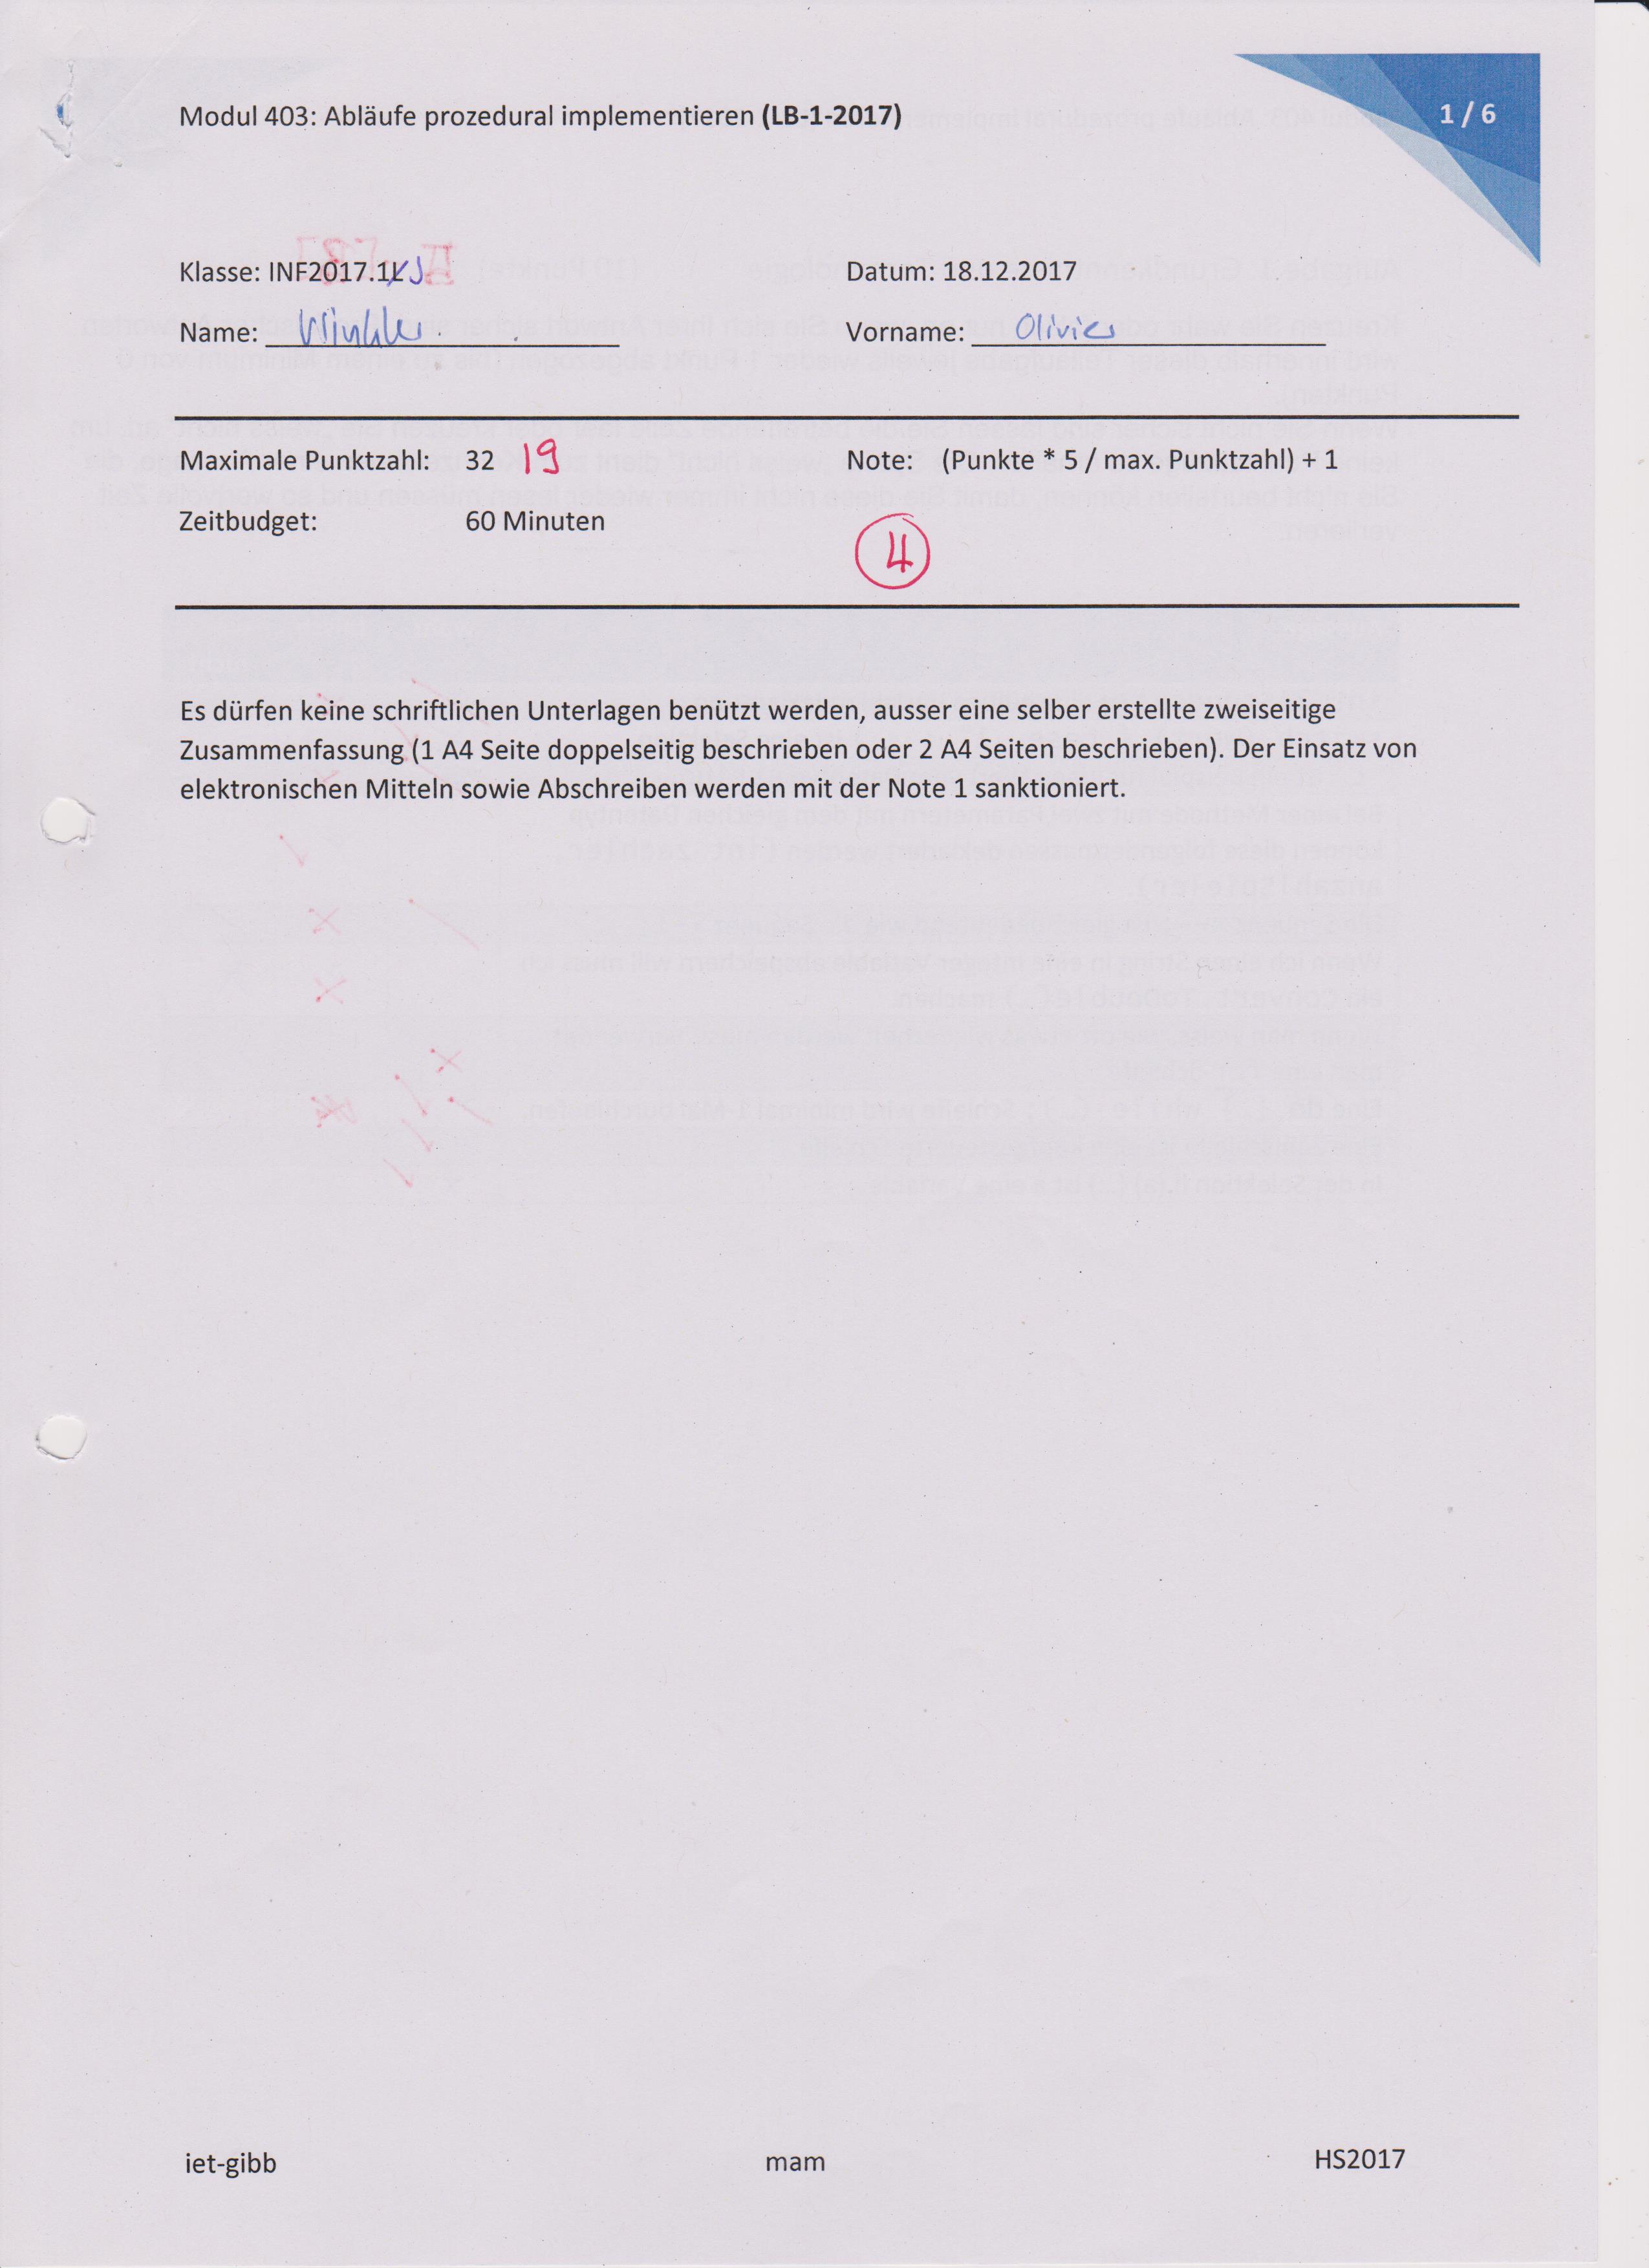 Modul 403: Abläufe prozedural implementieren (LB-1-2017)
1 / 6
Klasse: INF2017.1L J
Datum: 18.12.2017
Name: Winkler
Vorname: Olivier
Maximale Punktzahl: 32 19
Note: (Punkte * 5 / max. Punktzahl) + 1
Zeitbudget: 60 Minuten
4
Es dürfen keine schriftlichen Unterlagen benützt werden, ausser eine selber erstellte zweiseitige
Zusammenfassung (1 A4 Seite doppelseitig beschrieben oder 2 A4 Seiten beschrieben). Der Einsatz von
elektronischen Mitteln sowie Abschreiben werden mit der Note 1 sanktioniert.
iet-gibb
mam
HS2017